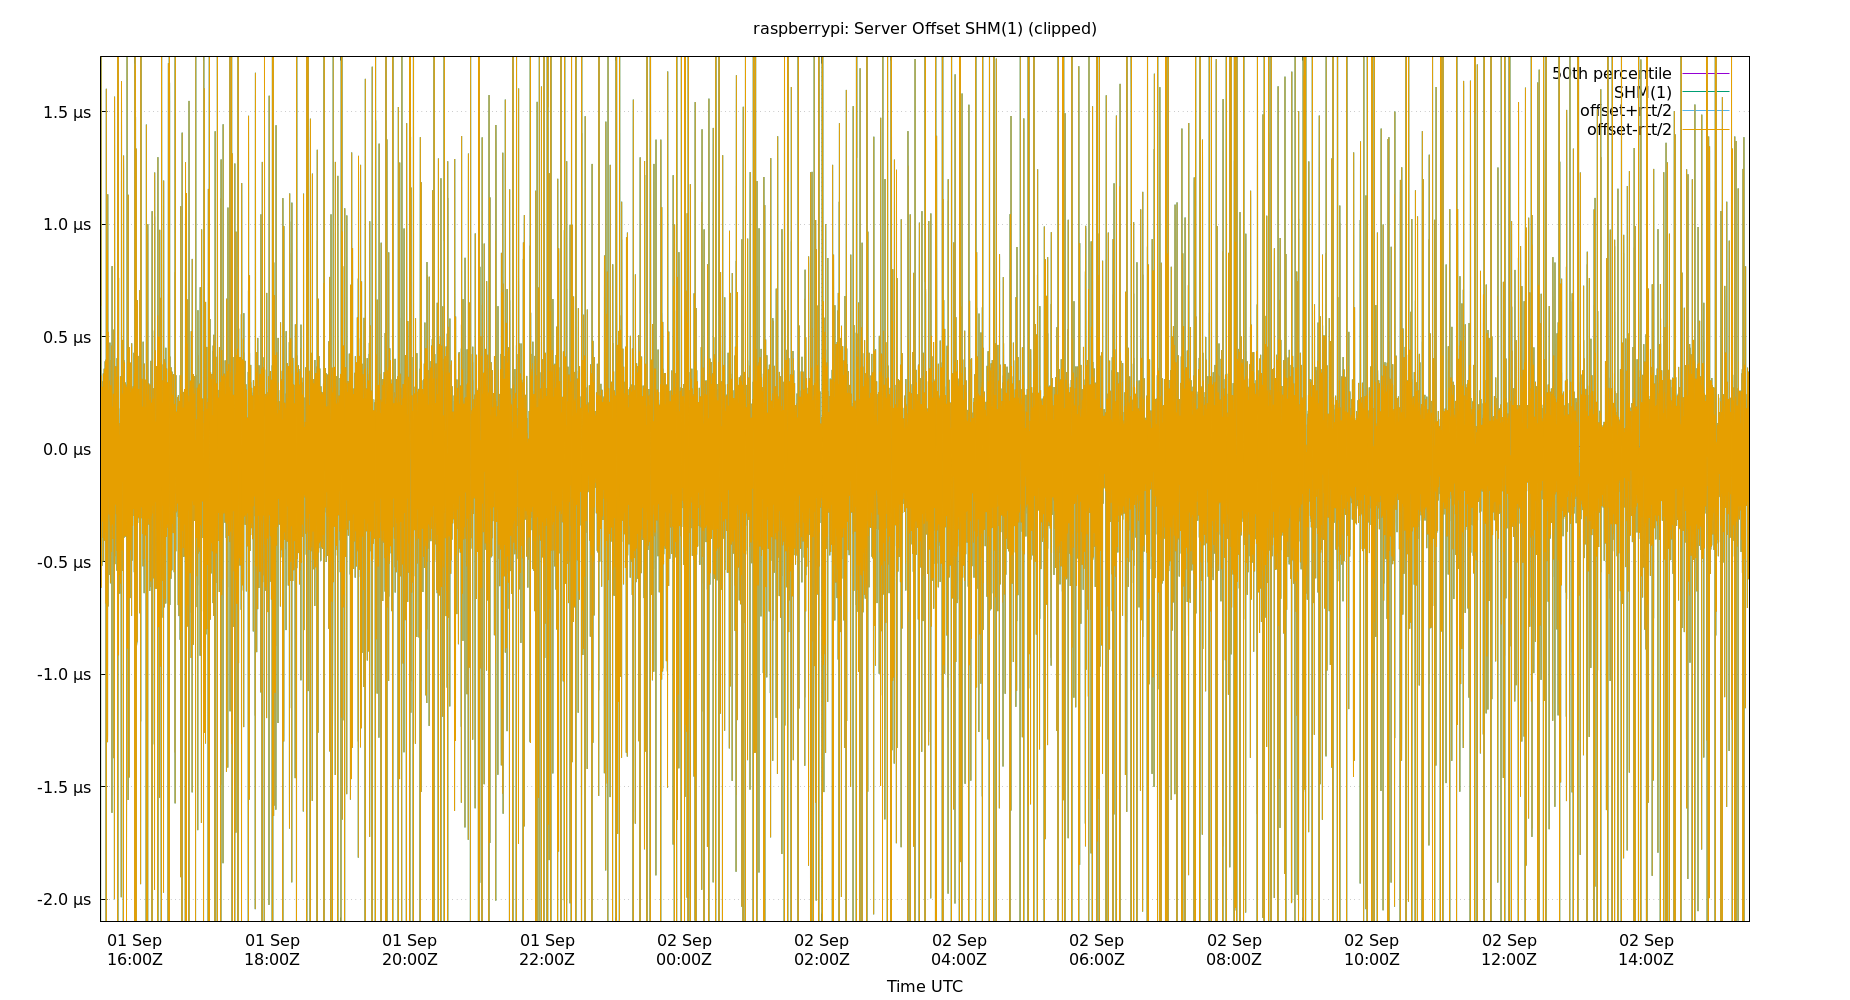 raspberrypi: Server Offset SHM(1) (clipped)
50th percentile
SHM(1)
offset+rtt/2
offset-rtt/2
1.5 µs
1.0 µs
0.5 µs
0.0 µs
-0.5 µs
-1.0 µs
-1.5 µs
-2.0 µs
01 Sep 01 Sep 01 Sep 01 Sep 02 Sep 02 Sep 02 Sep 02 Sep 02 Sep 02 Sep 02 Sep 02 Sep
16:00Z 18:00Z 20:00Z 22:00Z 00:00Z 02:00Z 04:00Z 06:00Z 08:00Z 10:00Z 12:00Z 14:00Z
Time UTC